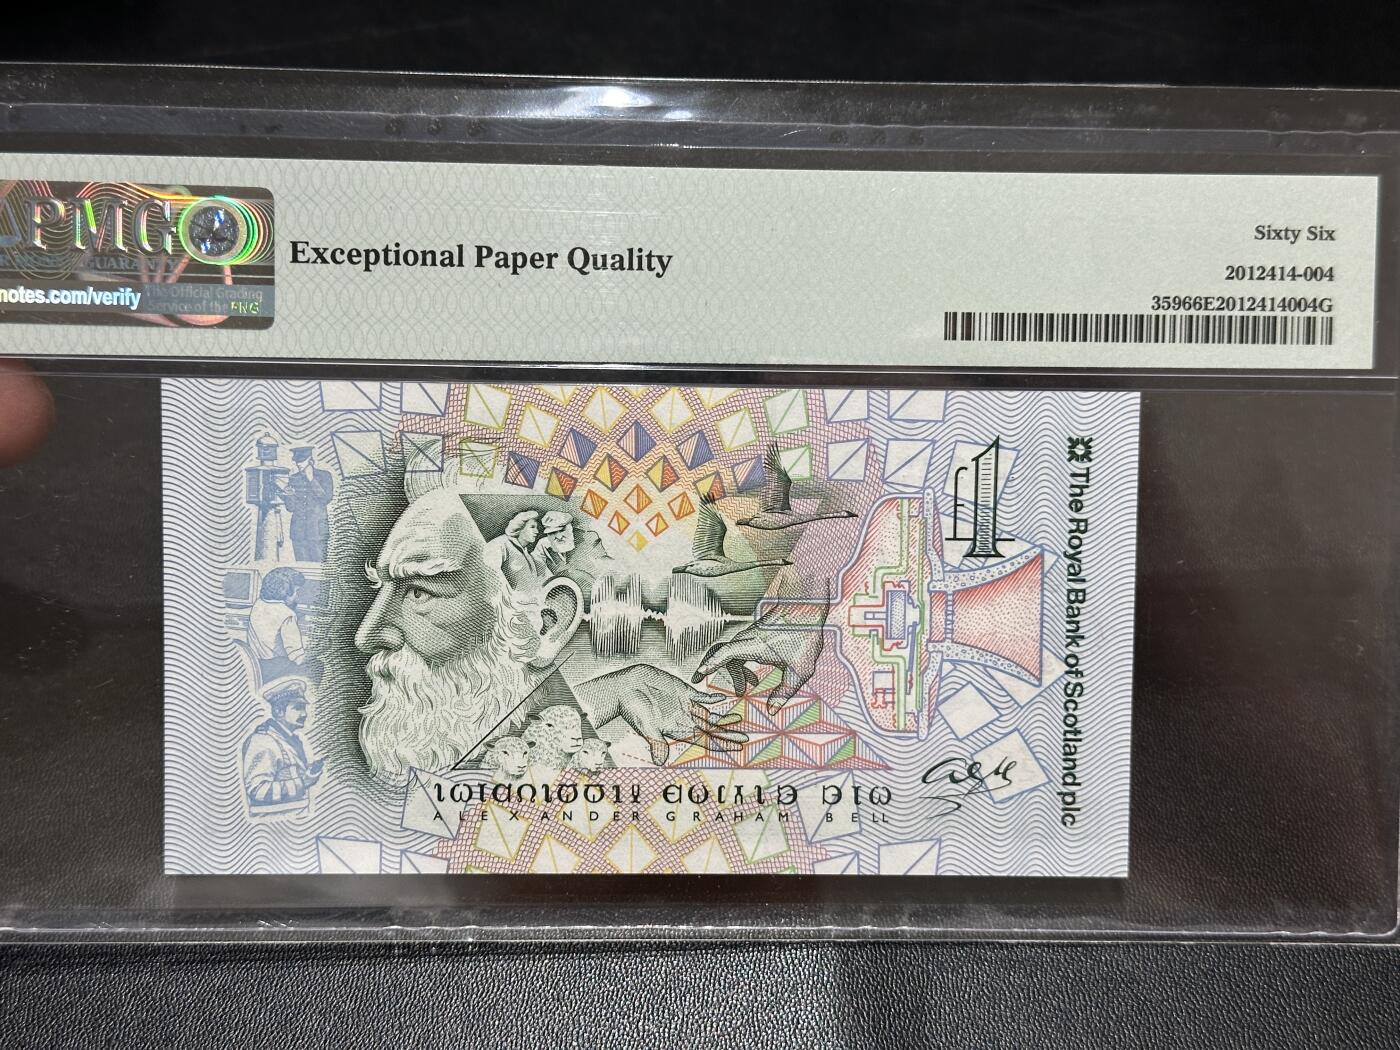 PMG
notes.com/verify
The Official Grading
Service of the PNG
Exceptional Paper Quality
Sixty Six
2012414-004
35966E2012414004G
£1
The Royal Bank of Scotland plc
ALEXANDER GRAHAM BELL